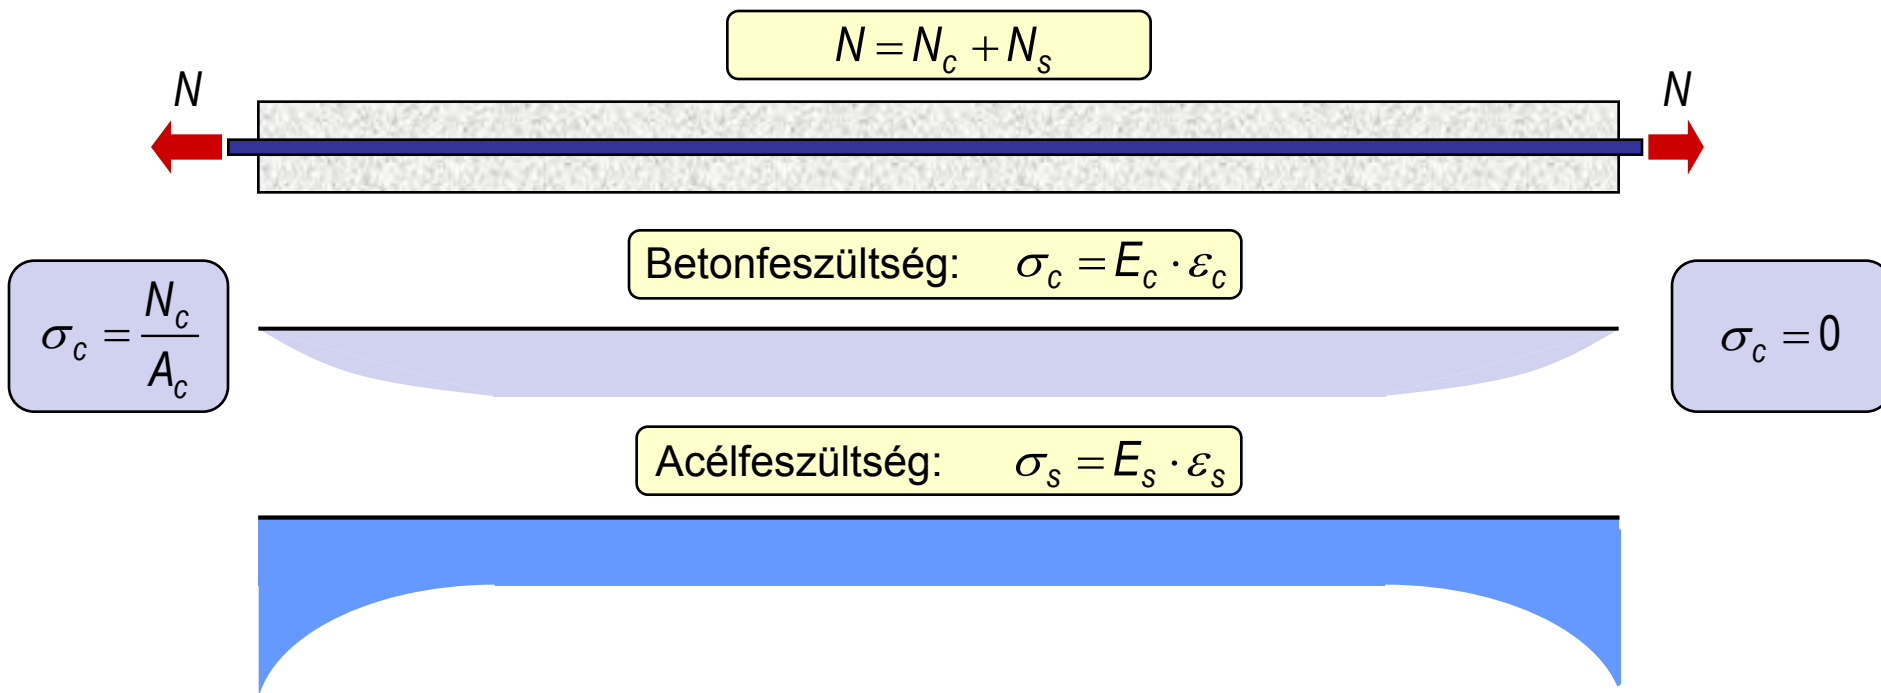 N = N_c + N_s
N
N
Betonfeszültség: σ_c = E_c · ε_c
σ_c = N_c / A_c
σ_c = 0
Acélfeszültség: σ_s = E_s · ε_s